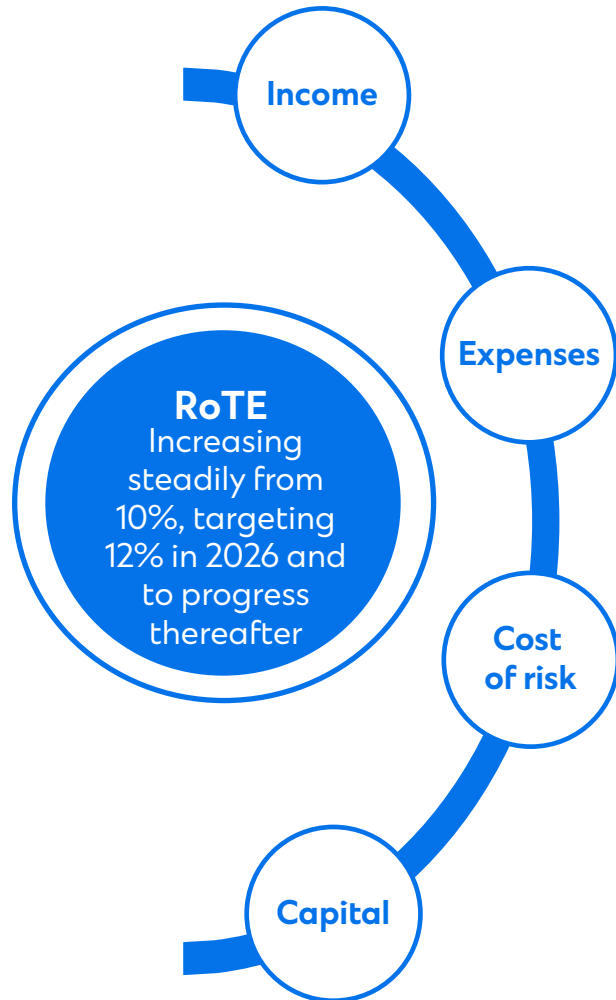 Income
Expenses
RoTE
Increasing
steadily from
10%, targeting
12% in 2026 and
to progress
thereafter
Cost
of risk
Capital